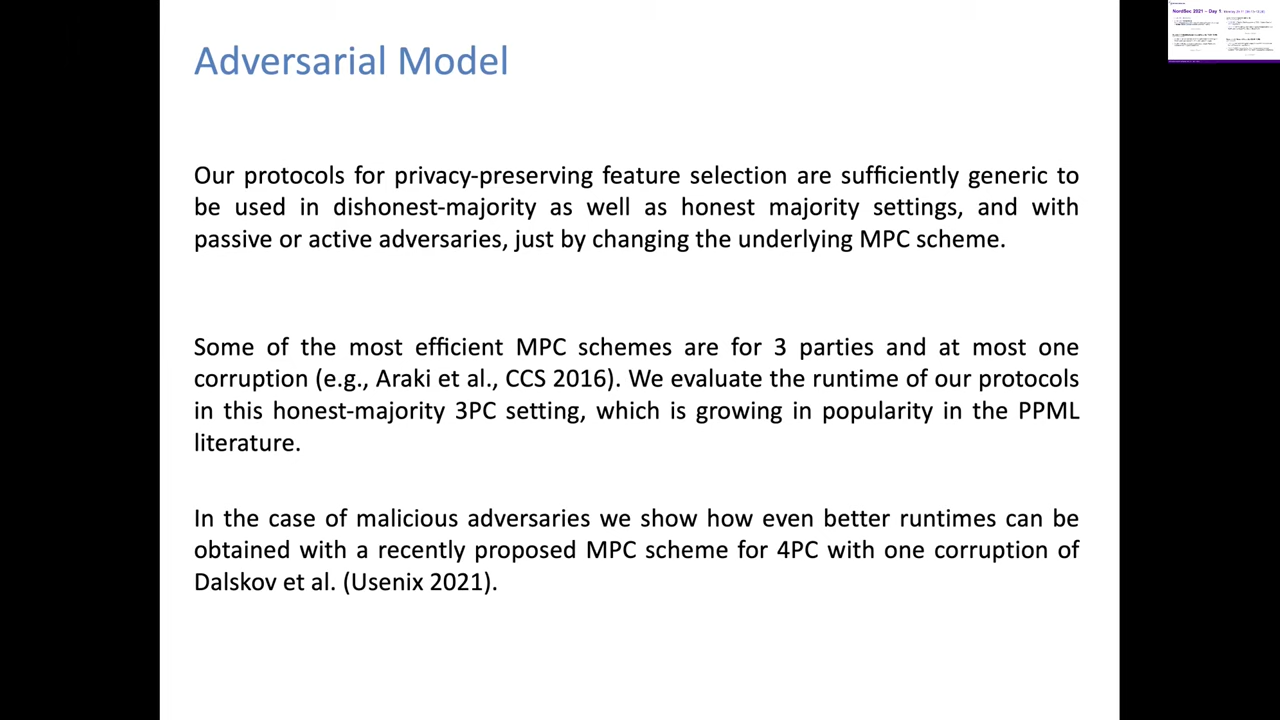 Adversarial Model
NordSec 2021 – Day 1
Our protocols for privacy-preserving feature selection are sufficiently generic to
be used in dishonest-majority as well as honest majority settings, and with
passive or active adversaries, just by changing the underlying MPC scheme.
Some of the most efficient MPC schemes are for 3 parties and at most one
corruption (e.g., Araki et al., CCS 2016). We evaluate the runtime of our protocols
in this honest-majority 3PC setting, which is growing in popularity in the PPML
literature.
In the case of malicious adversaries we show how even better runtimes can be
obtained with a recently proposed MPC scheme for 4PC with one corruption of
Dalskov et al. (Usenix 2021).